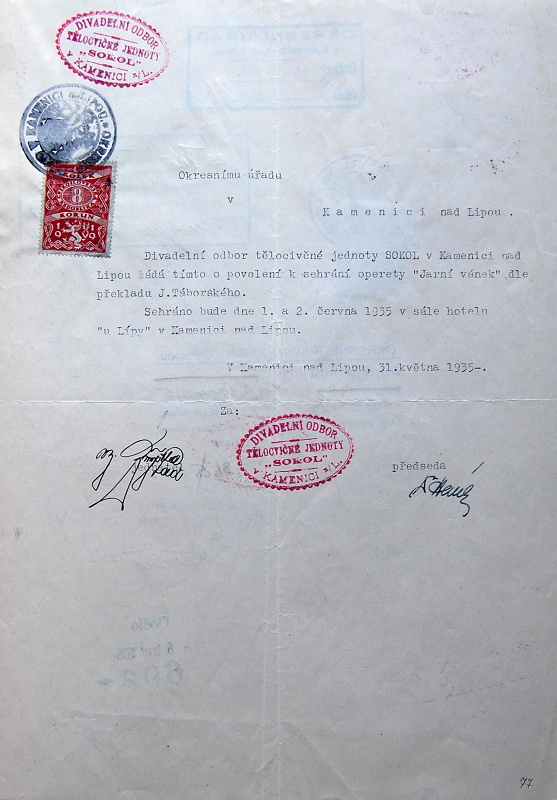 DIVADELNÍ ODBOR
TĚLOCVIČNÉ JEDNOTY
„SOKOL"
V KAMENICI n/L.
8
KORUN
Okresnímu úřadu
v
Kamenici nad Lipou.
Divadelní odbor tělocivěné jednoty SOKOL v Kamenici nad
Lipou žádá tímto o povolení k sehrání operety "Jarní vánek" dle
překladu J.Táborského.
Sehráno bude dne 1. a 2. června 1935 v sále hotelu
"u Lípy" v Kamenici nad Lipou.
V Kamenici nad Lipou, 31.května 1935-.
Za:
DIVADELNÍ ODBOR
TĚLOCVIČNÉ JEDNOTY
„SOKOL"
V KAMENICI n/L.
předseda
77